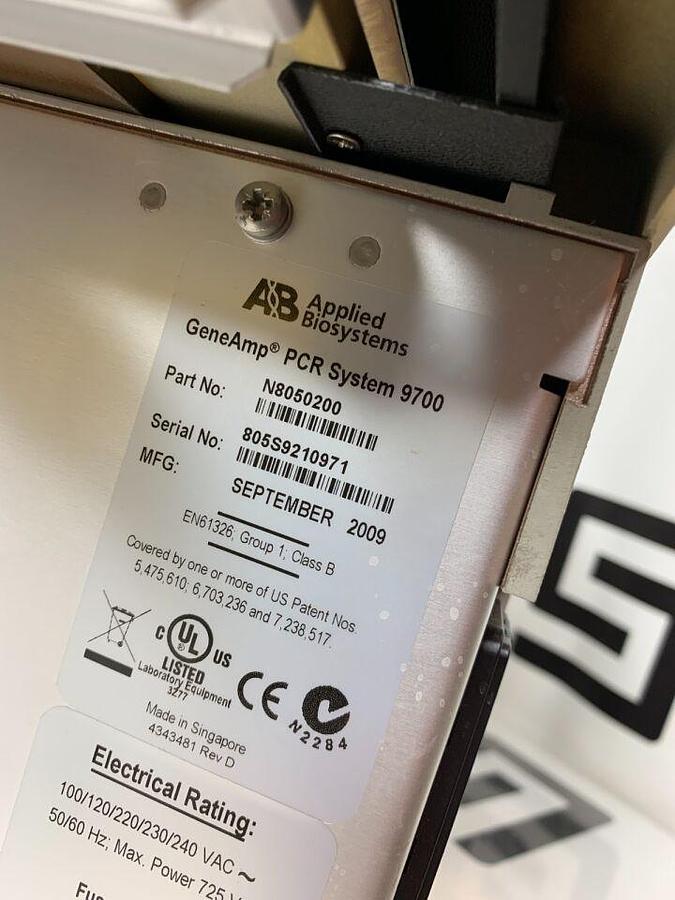 AB Applied
Biosystems
GeneAmp® PCR System 9700
Part No: N8050200
Serial No: 805S9210971
MFG: SEPTEMBER 2009
EN61326; Group 1; Class B
Covered by one or more of US Patent Nos.
5,475,610; 6,703,236 and 7,238,517.
C UL ® US
LISTED
Laboratory Equipment
3Z77
CE
N2284
Made in Singapore
4343481 Rev D
Electrical Rating:
100/120/220/230/240 VAC ~
50/60 Hz; Max. Power 725 V